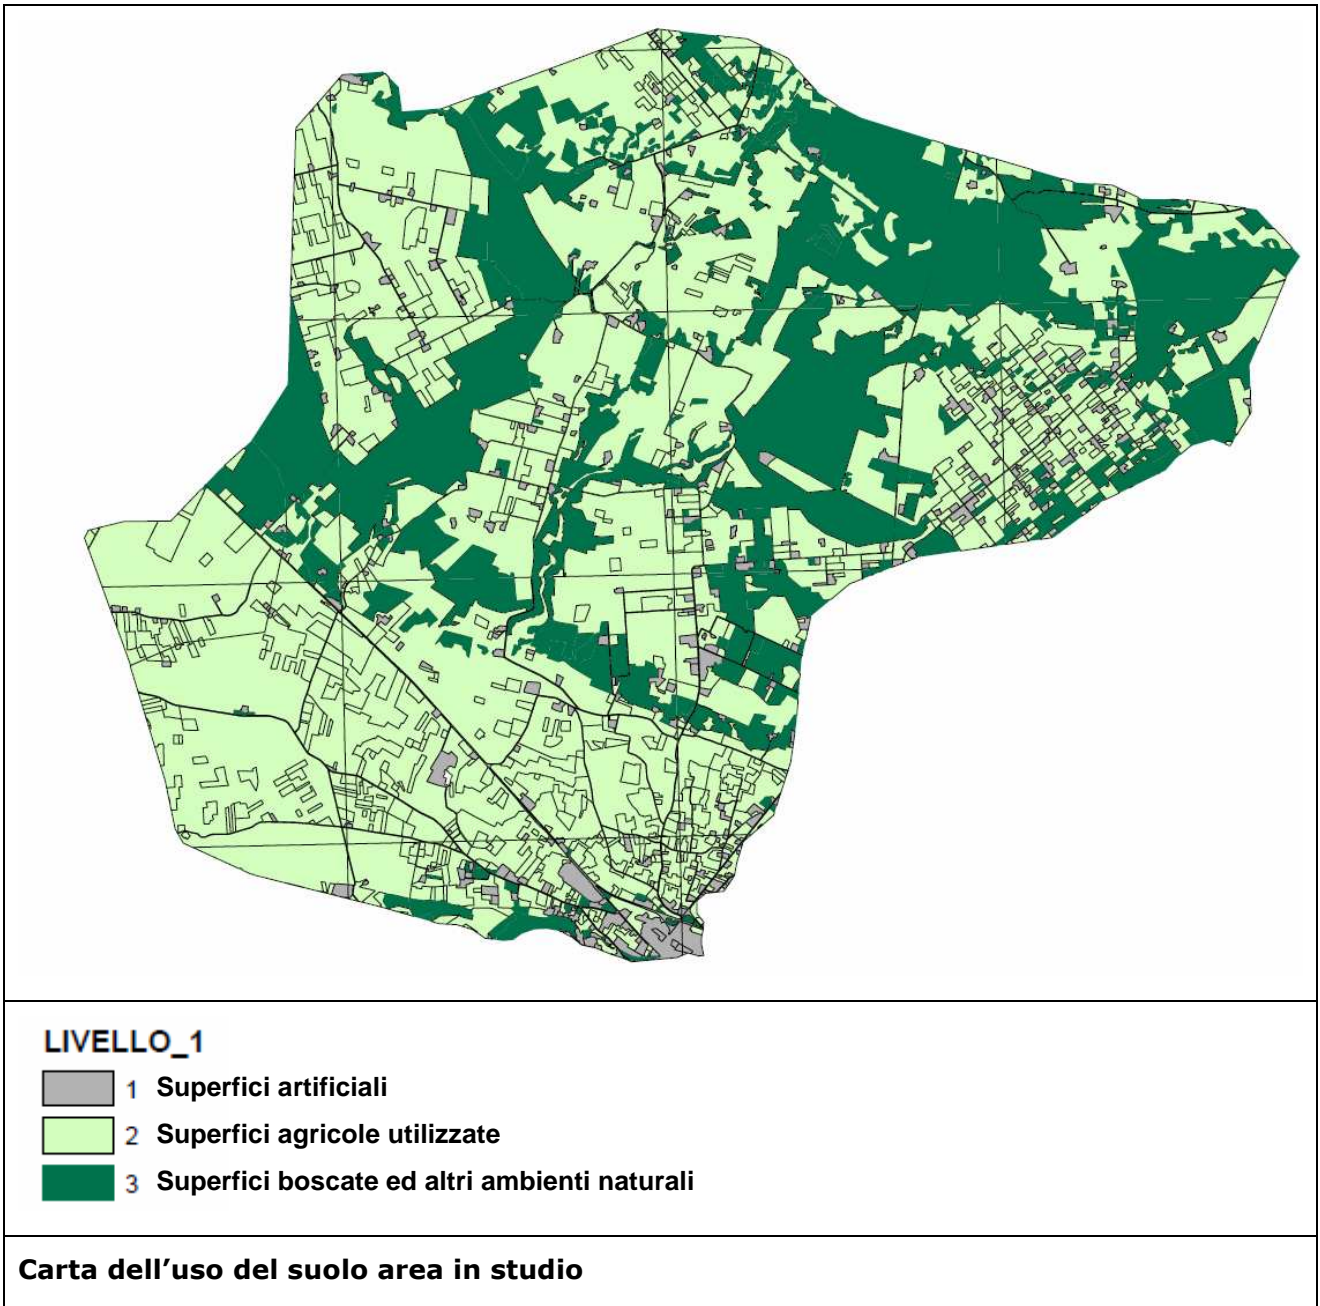 LIVELLO_1
1 Superfici artificiali
2 Superfici agricole utilizzate
3 Superfici boscate ed altri ambienti naturali
Carta dell’uso del suolo area in studio